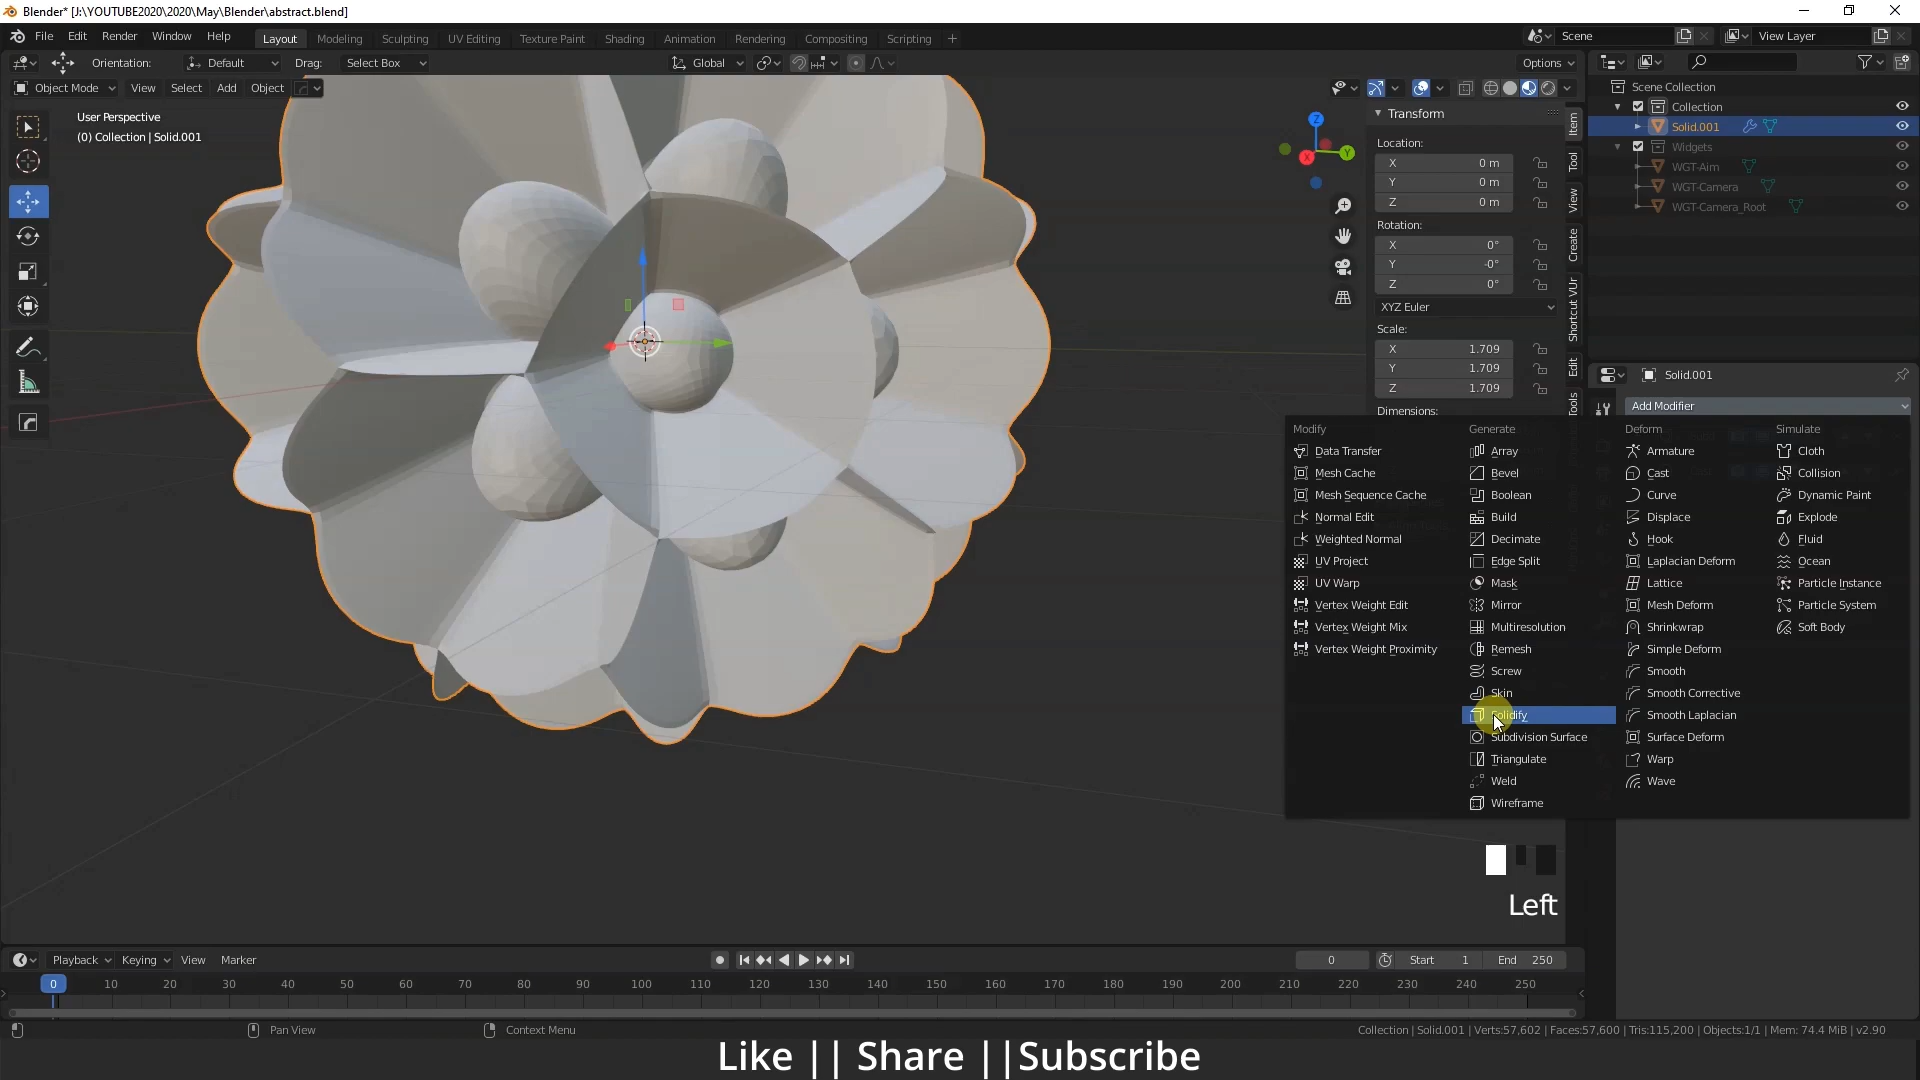 Blender* [J:\YOUTUBE2020\2020\May\Blender\abstract.blend]
File Edit Render Window Help Layout Modeling Sculpting UV Editing Texture Paint Shading Animation Rendering Compositing Scripting + Scene View Layer
Orientation: Default Drag: Select Box Global Options
Object Mode View Select Add Object
User Perspective
(0) Collection | Solid.001
Z
Y
X
Transform
Location:
X 0 m
Y 0 m
Z 0 m
Rotation:
X 0°
Y -0°
Z 0°
XYZ Euler
Scale:
X 1.709
Y 1.709
Z 1.709
Dimensions:
Item
Tool
View
Create
Shortcut VUr
Edit
Tools
Scene Collection
Collection
Solid.001
Widgets
WGT-Aim
WGT-Camera
WGT-Camera_Root
Solid.001
Add Modifier
Modify
Data Transfer
Mesh Cache
Mesh Sequence Cache
Normal Edit
Weighted Normal
UV Project
UV Warp
Vertex Weight Edit
Vertex Weight Mix
Vertex Weight Proximity
Generate
Array
Bevel
Boolean
Build
Decimate
Edge Split
Mask
Mirror
Multiresolution
Remesh
Screw
Skin
Solidify
Subdivision Surface
Triangulate
Weld
Wireframe
Deform
Armature
Cast
Curve
Displace
Hook
Laplacian Deform
Lattice
Mesh Deform
Shrinkwrap
Simple Deform
Smooth
Smooth Corrective
Smooth Laplacian
Surface Deform
Warp
Wave
Simulate
Cloth
Collision
Dynamic Paint
Explode
Fluid
Ocean
Particle Instance
Particle System
Soft Body
Left
Playback Keying View Marker 0 Start 1 End 250
0 10 20 30 40 50 60 70 80 90 100 110 120 130 140 150 160 170 180 190 200 210 220 230 240 250
Pan View Context Menu Collection | Solid.001 | Verts:57,602 | Faces:57,600 | Tris:115,200 | Objects:1/1 | Mem: 74.4 MiB | v2.90
Like || Share ||Subscribe